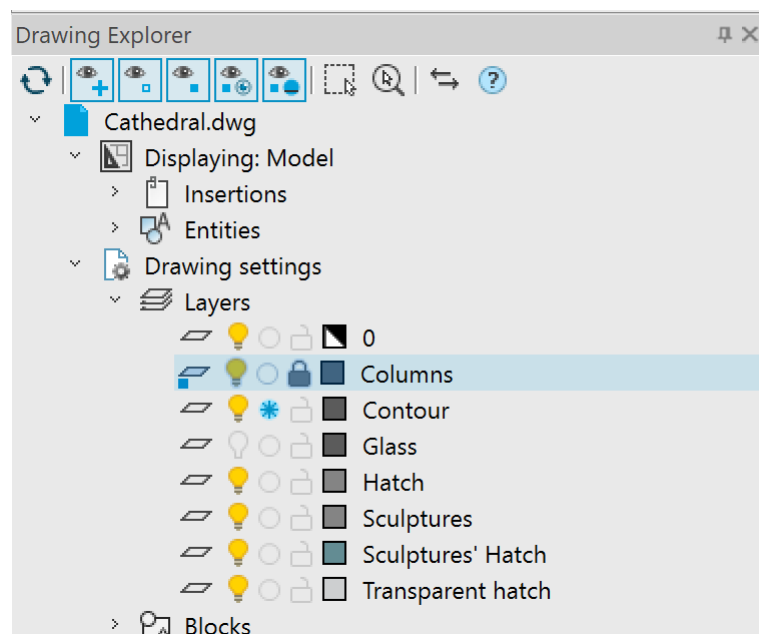 Drawing Explorer
Cathedral.dwg
Displaying: Model
Insertions
Entities
Drawing settings
Layers
0
Columns
Contour
Glass
Hatch
Sculptures
Sculptures' Hatch
Transparent hatch
Blocks